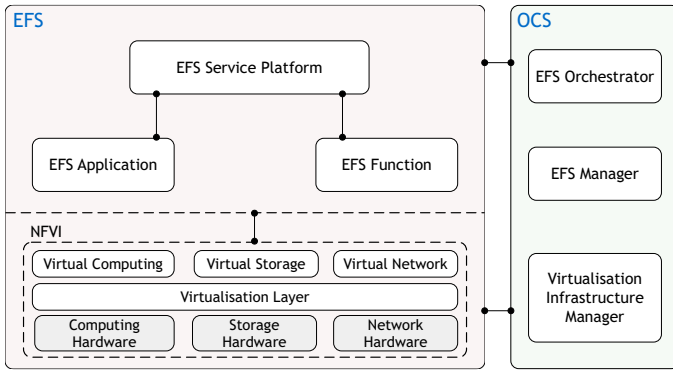 EFS
OCS
EFS Service Platform
EFS Orchestrator
EFS Application
EFS Function
EFS Manager
NFVI
Virtual Computing
Virtual Storage
Virtual Network
Virtualisation Layer
Computing
Hardware
Storage
Hardware
Network
Hardware
Virtualisation
Infrastructure
Manager